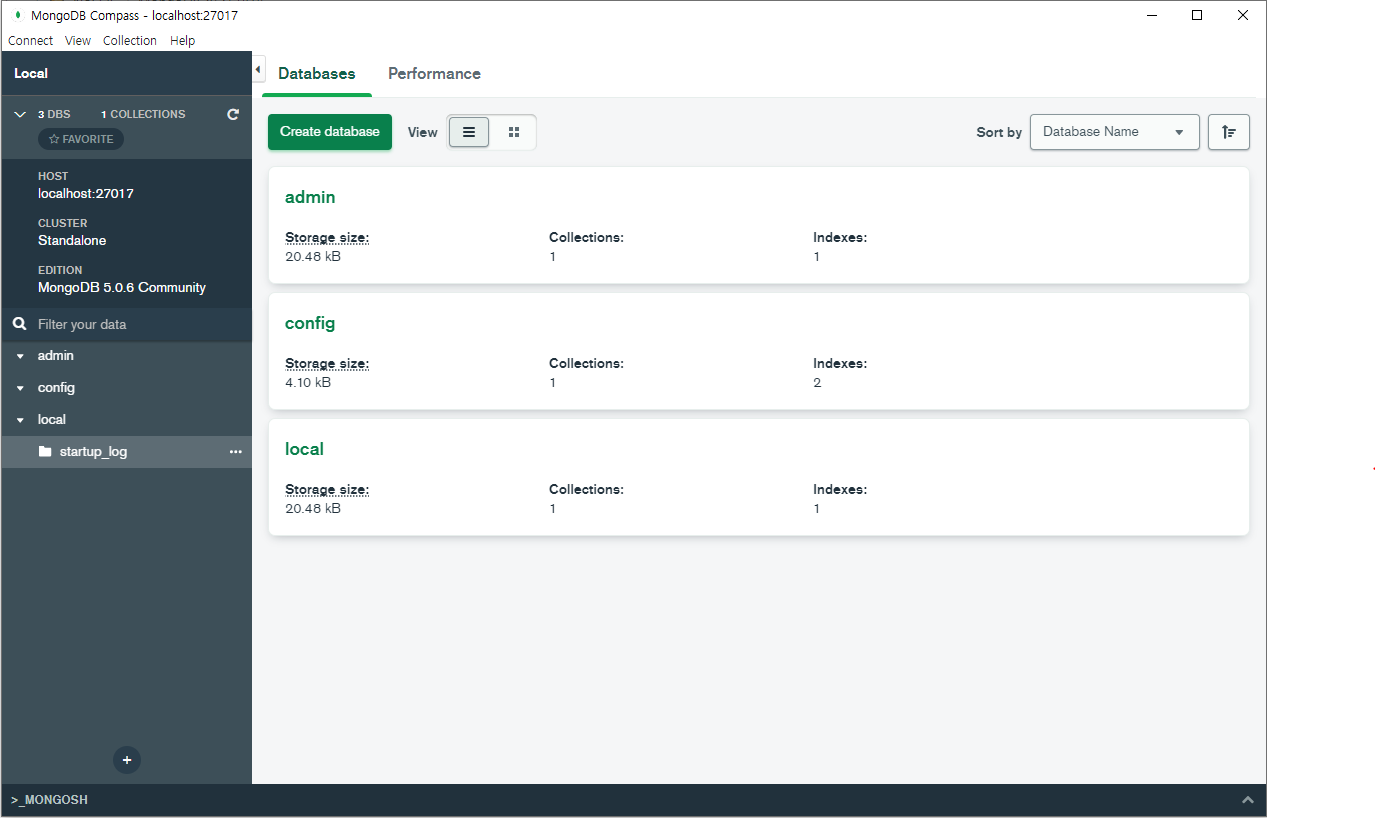 MongoDB Compass - localhost:27017
Connect View Collection Help
Local
3 DBS 1 COLLECTIONS
FAVORITE
HOST
localhost:27017
CLUSTER
Standalone
EDITION
MongoDB 5.0.6 Community
Filter your data
admin
config
local
startup_log
>_MONGOSH
Databases Performance
Create database View Sort by Database Name
admin
Storage size: Collections: Indexes:
20.48 kB 1 1
config
Storage size: Collections: Indexes:
4.10 kB 1 2
local
Storage size: Collections: Indexes:
20.48 kB 1 1